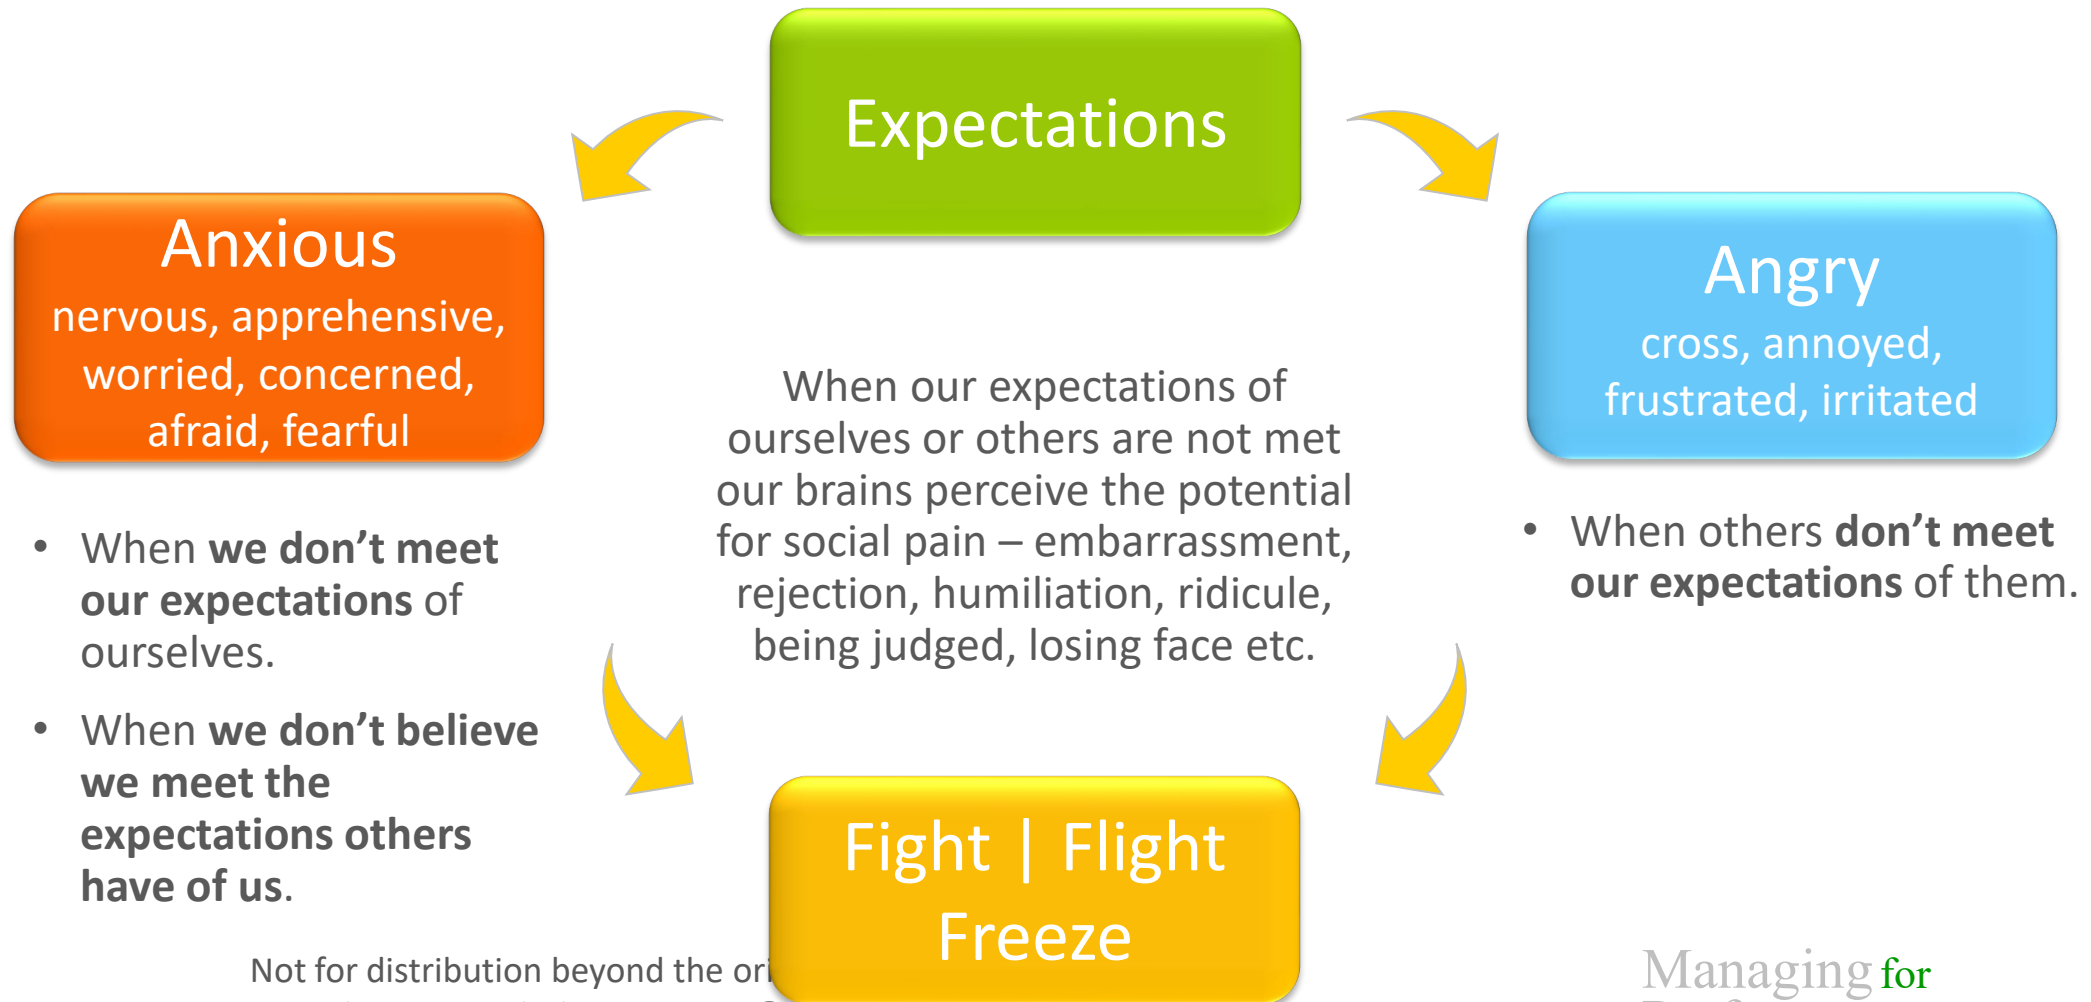 Expectations
Anxious
nervous, apprehensive,
worried, concerned,
afraid, fearful
Angry
cross, annoyed,
frustrated, irritated
When our expectations of
ourselves or others are not met
our brains perceive the potential
for social pain – embarrassment,
rejection, humiliation, ridicule,
being judged, losing face etc.
• When we don’t meet
our expectations of
ourselves.
• When we don’t believe
we meet the
expectations others
have of us.
• When others don’t meet
our expectations of them.
Fight | Flight
Freeze
Not for distribution beyond the
Managing for